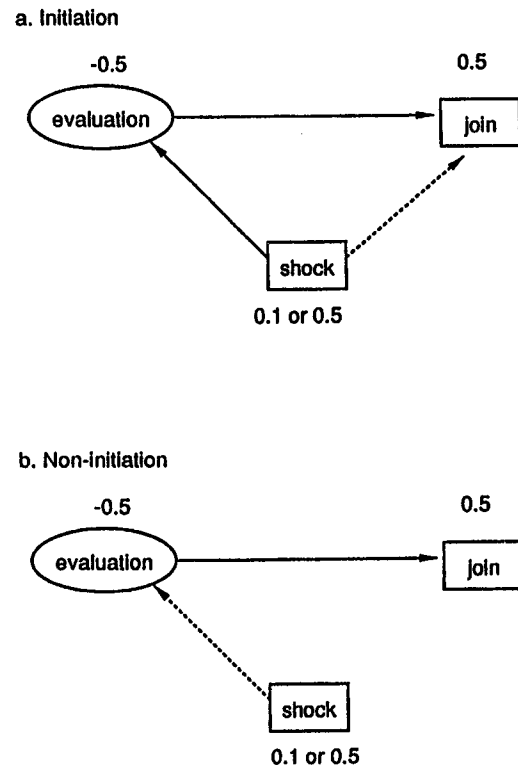 a. Initiation
-0.5 0.5
evaluation join
shock
0.1 or 0.5
b. Non-initiation
-0.5 0.5
evaluation join
shock
0.1 or 0.5